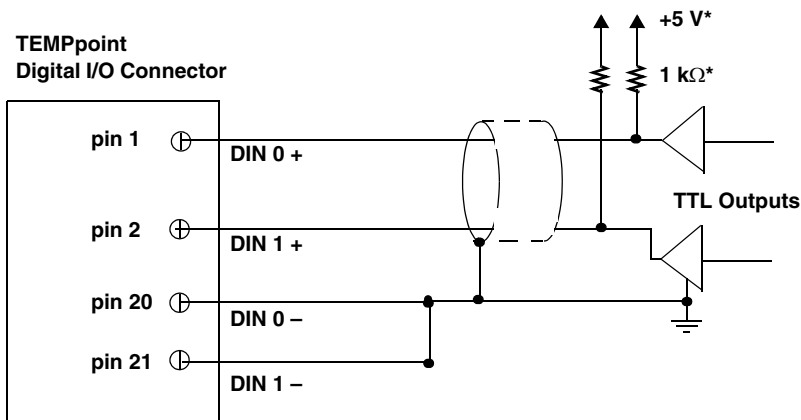 TEMPpoint
Digital I/O Connector
+5 V*
1 kΩ*
pin 1
DIN 0 +
TTL Outputs
pin 2
DIN 1 +
pin 20
DIN 0 –
pin 21
DIN 1 –